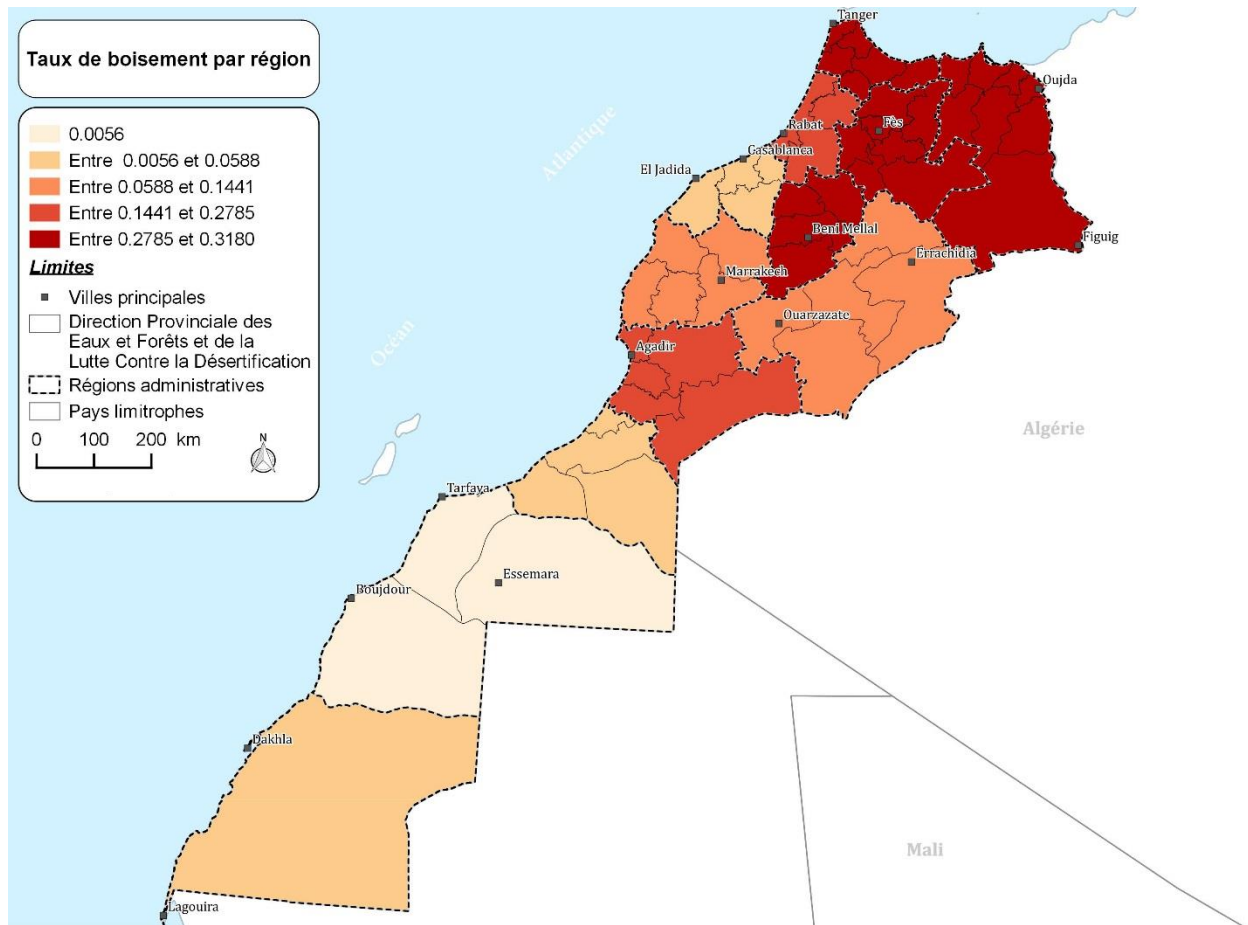 Taux de boisement par région
0.0056
Entre 0.0056 et 0.0588
Entre 0.0588 et 0.1441
Entre 0.1441 et 0.2785
Entre 0.2785 et 0.3180
Limites
Villes principales
Direction Provinciale des
Eaux et Forêts et de la
Lutte Contre la Désertification
Régions administratives
Pays limitrophes
0 100 200 km
N
Tanger
Oujda
Atlantique
Rabat
Fès
Casablanca
El Jadida
Beni Mellal
Figuig
Errachidia
Marrakech
Ouarzazate
Océan
Agadir
Algérie
Tarfaya
Essemara
Boujdour
Dakhla
Mali
Lagouira